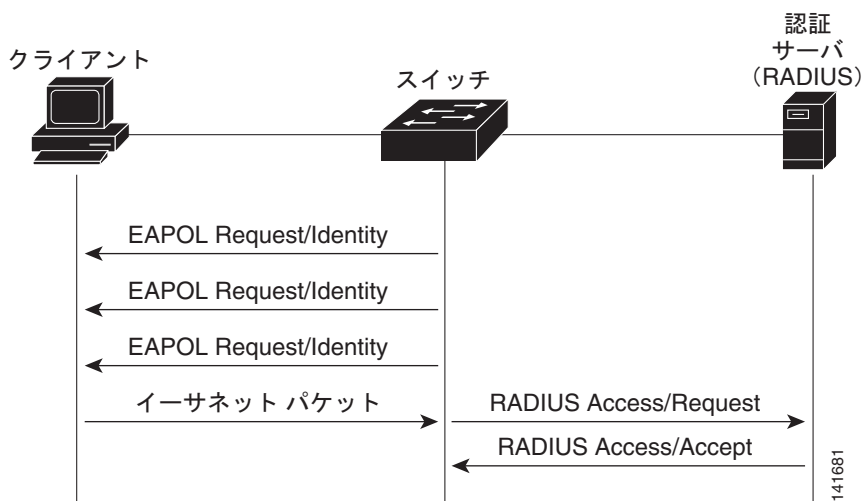 クライアント
スイッチ
認証
サーバ
(RADIUS)
EAPOL Request/Identity
EAPOL Request/Identity
EAPOL Request/Identity
イーサネット パケット
RADIUS Access/Request
RADIUS Access/Accept
141681